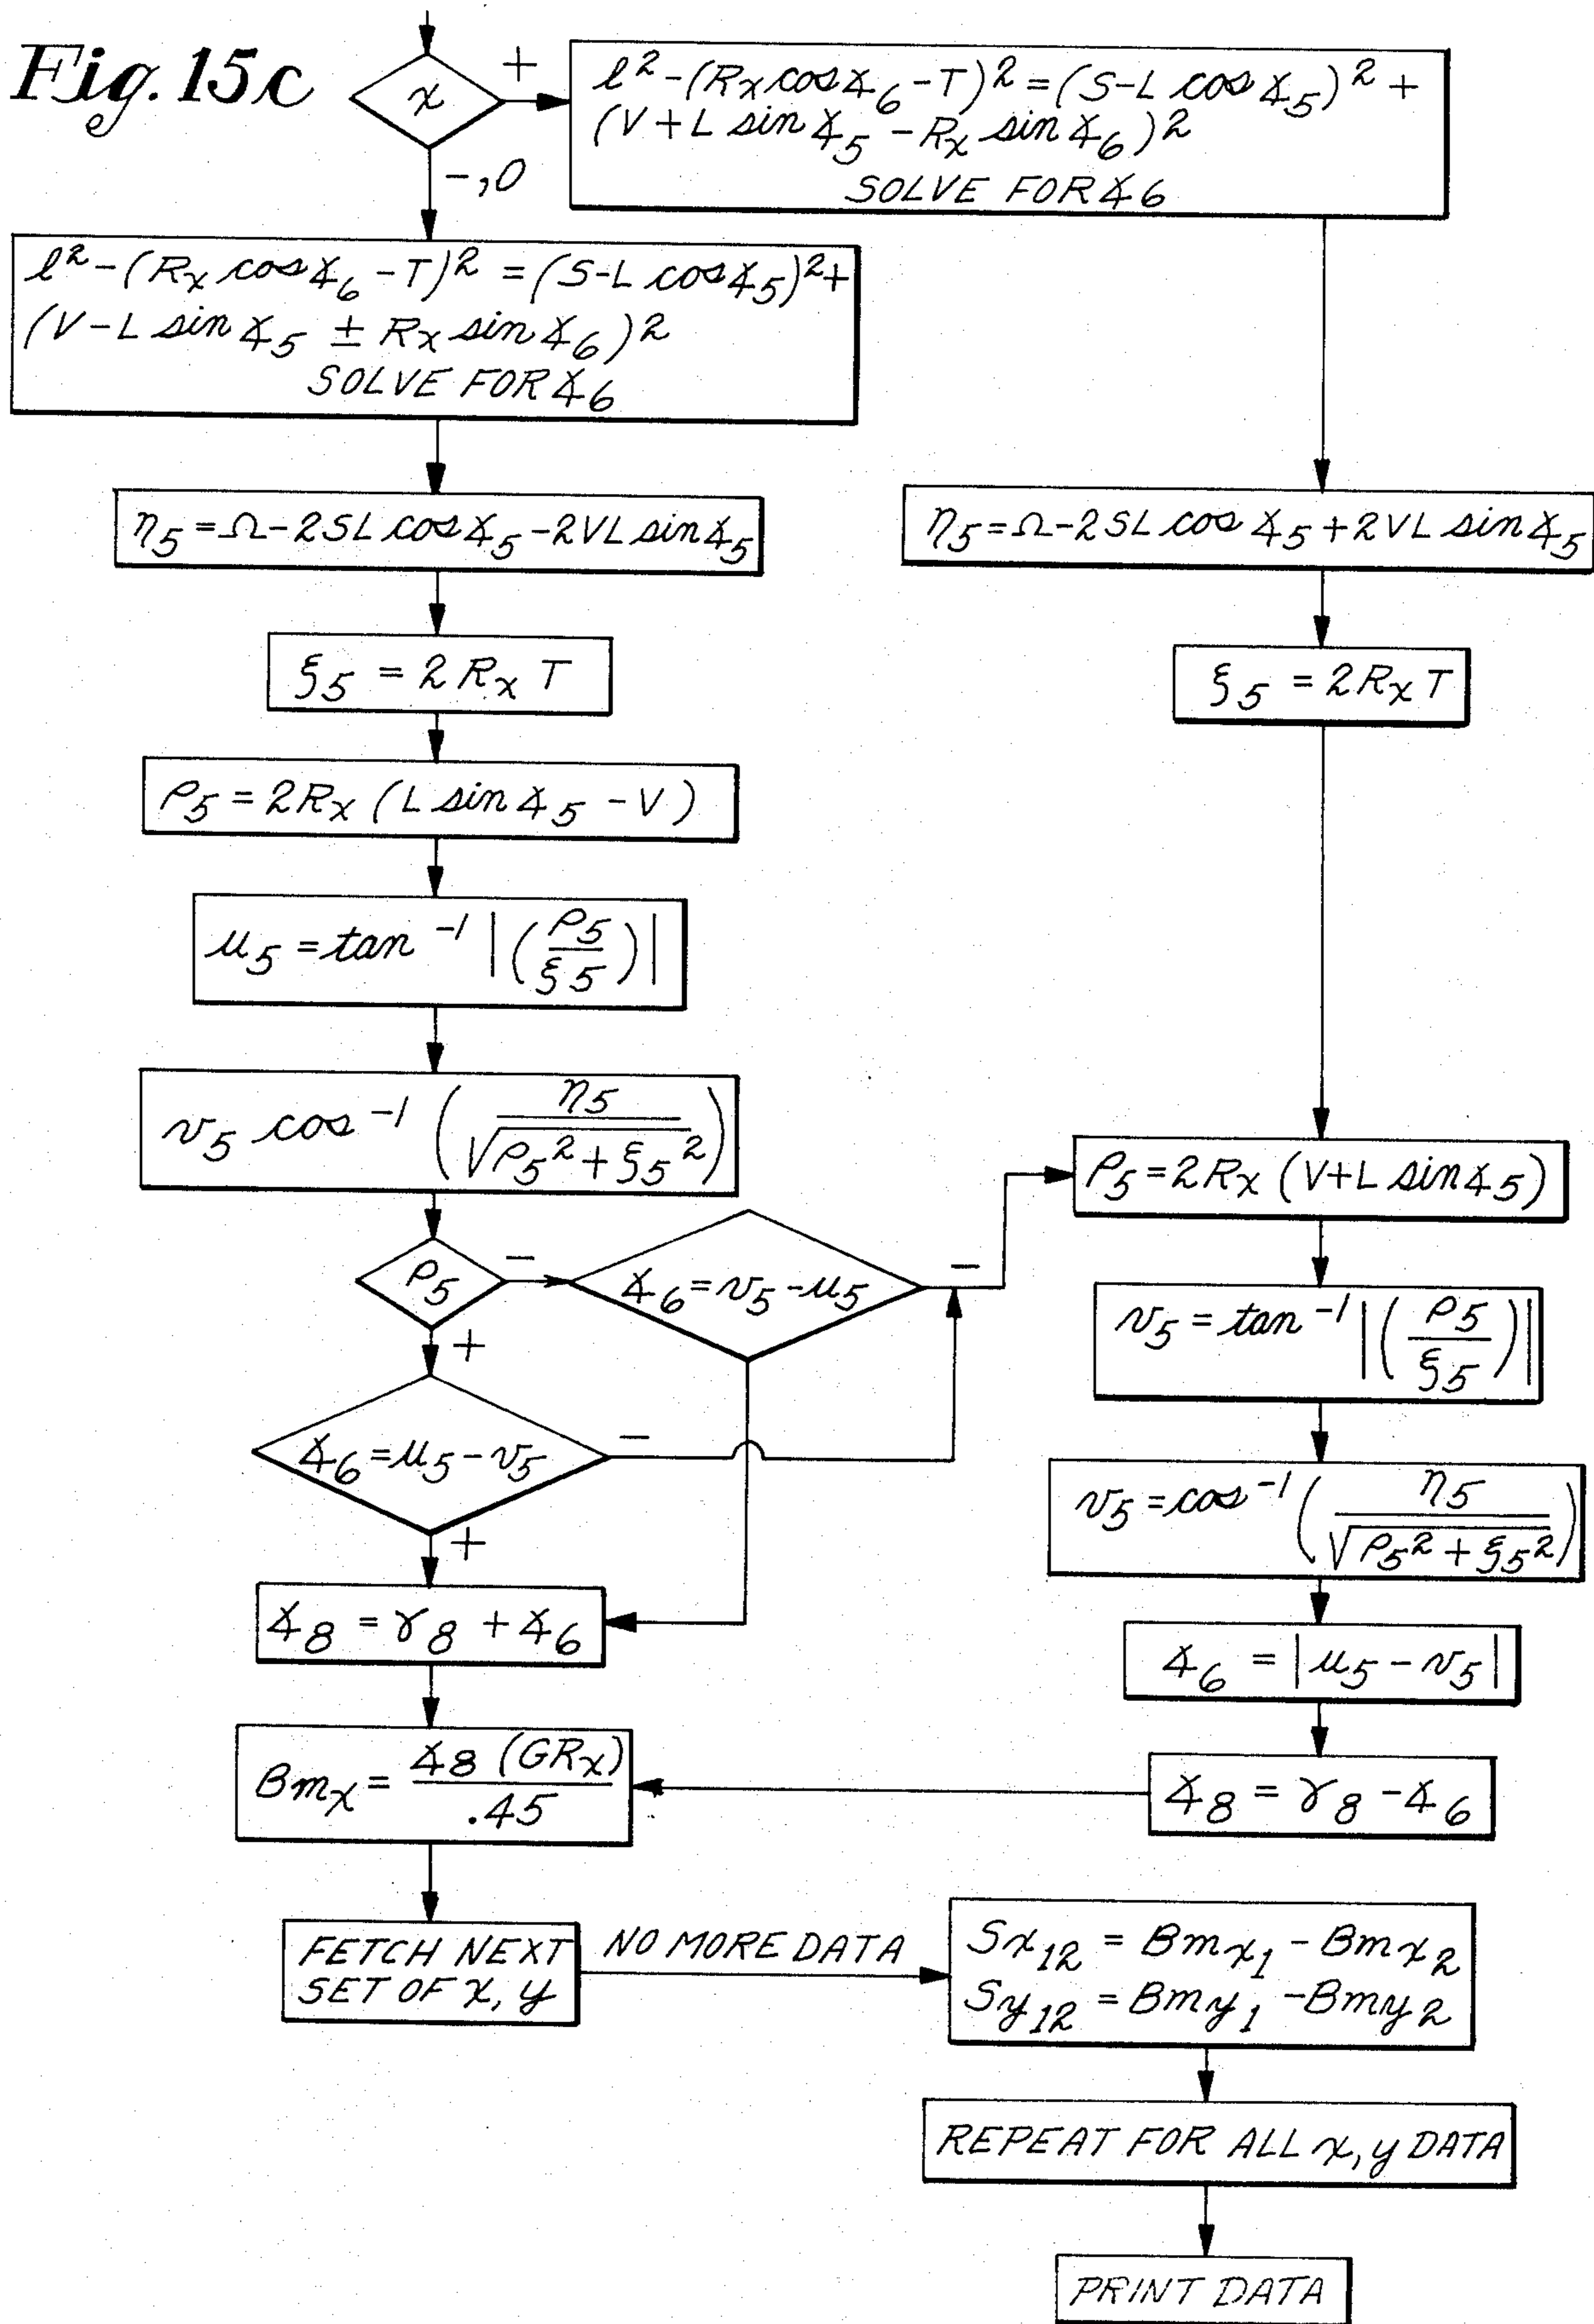 Fig. 15c
x
+
-,0
l² - (Rx cos ∡6 - T)² = (S - L cos ∡5)² +
(V + L sin ∡5 - Rx sin ∡6)²
SOLVE FOR ∡6
l² - (Rx cos ∡6 - T)² = (S - L cos ∡5)² +
(V - L sin ∡5 ± Rx sin ∡6)²
SOLVE FOR ∡6
η5 = Ω - 2SL cos ∡5 - 2VL sin ∡5
η5 = Ω - 2SL cos ∡5 + 2VL sin ∡5
ξ5 = 2 Rx T
ξ5 = 2 Rx T
ρ5 = 2Rx (L sin ∡5 - V)
μ5 = tan⁻¹ |(ρ5/ξ5)|
ν5 cos⁻¹ (η5/√(ρ5² + ξ5²))
ρ5 = 2Rx (V + L sin ∡5)
ρ5
-
∡6 = ν5 - μ5
-
+
ν5 = tan⁻¹ |(ρ5/ξ5)|
∡6 = μ5 - ν5
-
+
ν5 = cos⁻¹ (η5/√(ρ5² + ξ5²))
∡8 = γ8 + ∡6
∡6 = |μ5 - ν5|
Bmx = ∡8 (GRx)/.45
∡8 = γ8 - ∡6
FETCH NEXT
SET OF x, y
NO MORE DATA
Sx12 = Bmx1 - Bmx2
Sy12 = Bmy1 - Bmy2
REPEAT FOR ALL x, y DATA
PRINT DATA